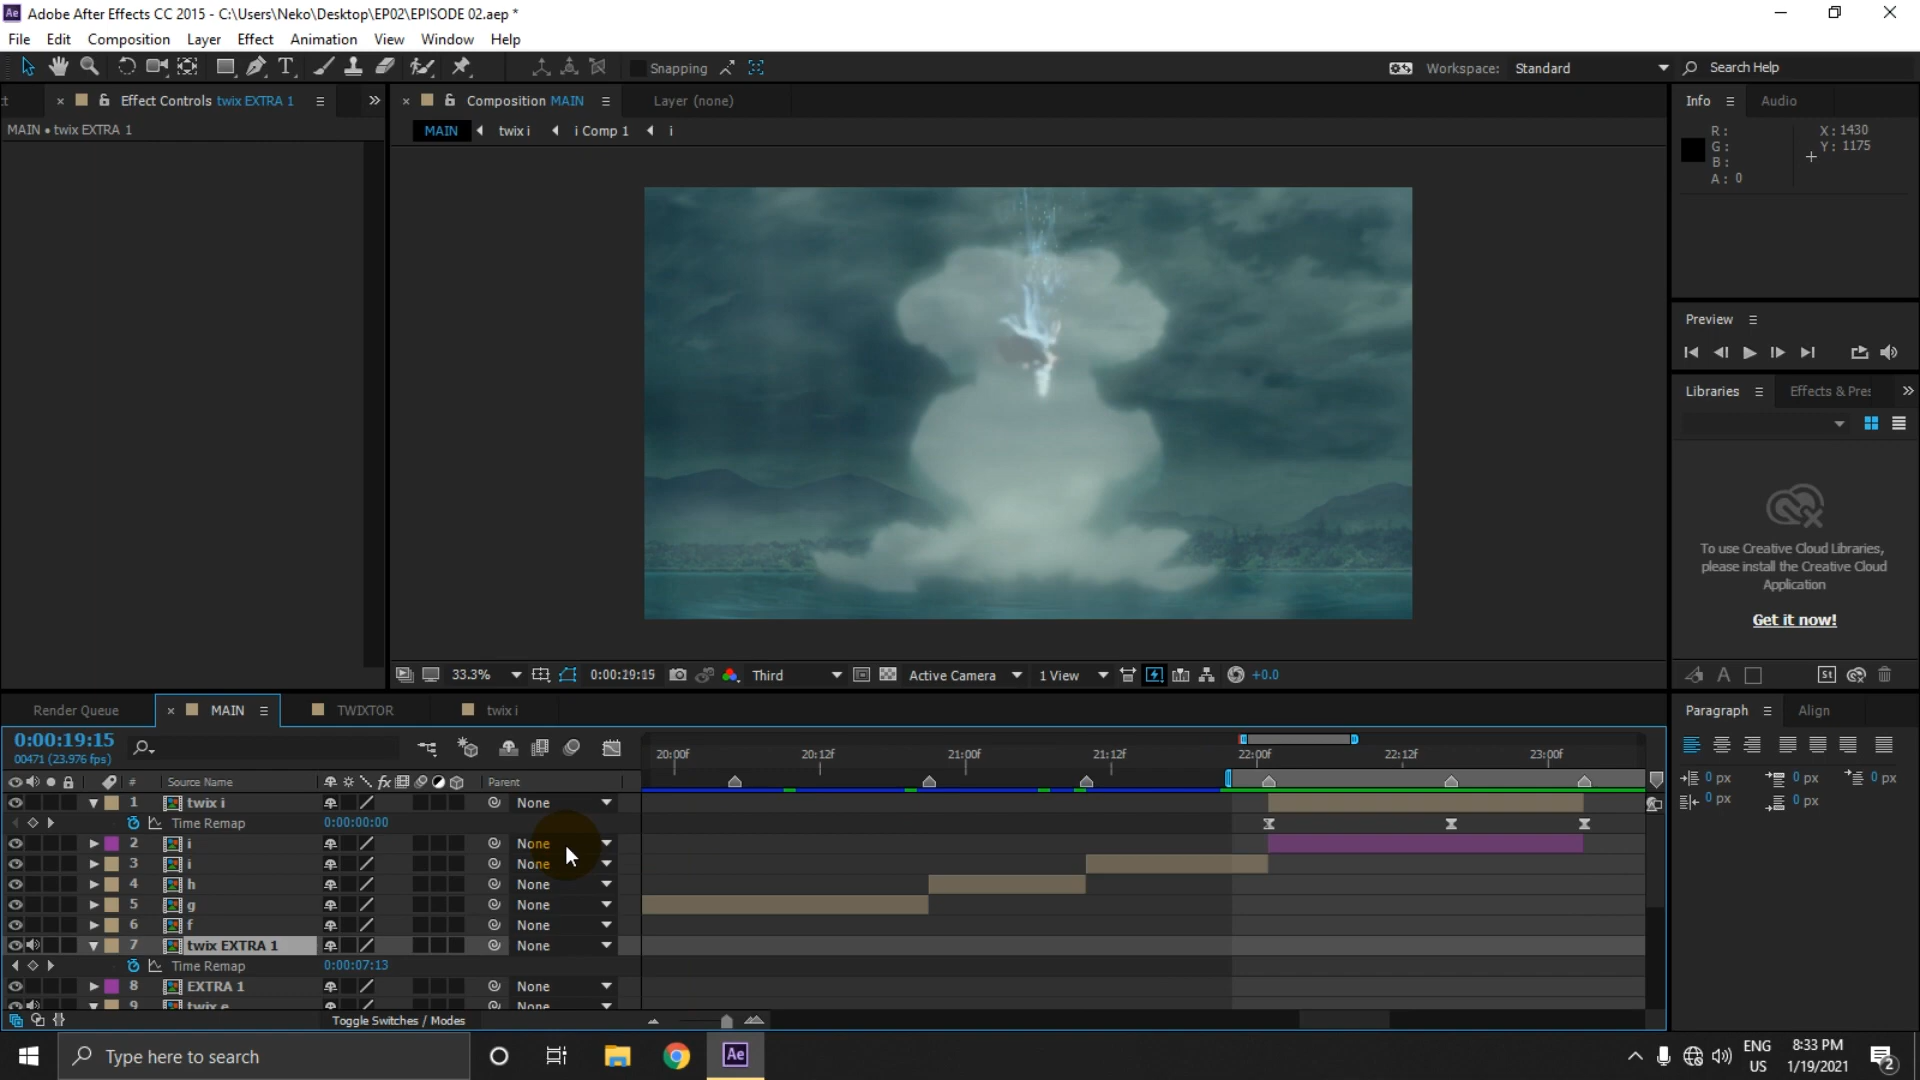 Ae Adobe After Effects CC 2015 - C:\Users\Neko\Desktop\EP02\EPISODE 02.aep *
File Edit Composition Layer Effect Animation View Window Help
T Snapping Workspace: Standard Search Help
Effect Controls twix EXTRA 1 Composition MAIN Layer (none) Info Audio
MAIN • twix EXTRA 1 MAIN twix i i Comp 1 i
R: X: 1430
G: Y: 1175
B:
A: 0
Preview
Libraries Effects & Pre
To use Creative Cloud Libraries,
please install the Creative Cloud
Application
Get it now!
33.3% 0:00:19:15 Third Active Camera 1 View +0.0 A St
Render Queue MAIN TWIXTOR twix i Paragraph Align
0:00:19:15
00471 (23.976 fps)
20:00f 20:12f 21:00f 21:12f 22:00f 22:12f 23:00f
0 px 0 px 0 px
0 px 0 px
# Source Name fx Parent
1 twix i None
Time Remap 0:00:00:00
2 i None
3 i None
4 h None
5 g None
6 f None
7 twix EXTRA 1 None
Time Remap 0:00:07:13
8 EXTRA 1 None
9 twix e None
Toggle Switches / Modes
Type here to search Ae ENG 8:33 PM
US 1/19/2021 2